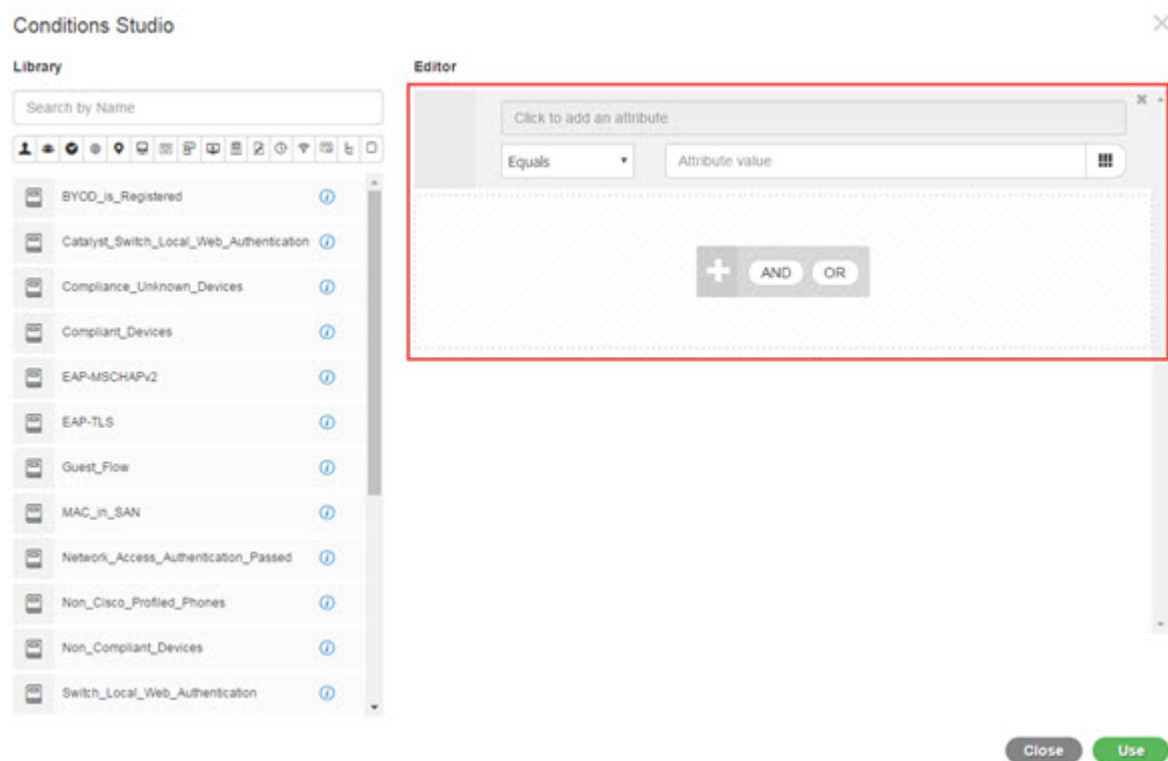 Conditions Studio
Library
Editor
Search by Name
Click to add an attribute
Equals
Attribute value
AND
OR
BYOD_is_Registered
Catalyst_Switch_Local_Web_Authentication
Compliance_Unknown_Devices
Compliant_Devices
EAP-MSCHAPv2
EAP-TLS
Guest_Flow
MAC_in_SAN
Network_Access_Authentication_Passed
Non_Cisco_Profiled_Phones
Non_Compliant_Devices
Switch_Local_Web_Authentication
Close
Use